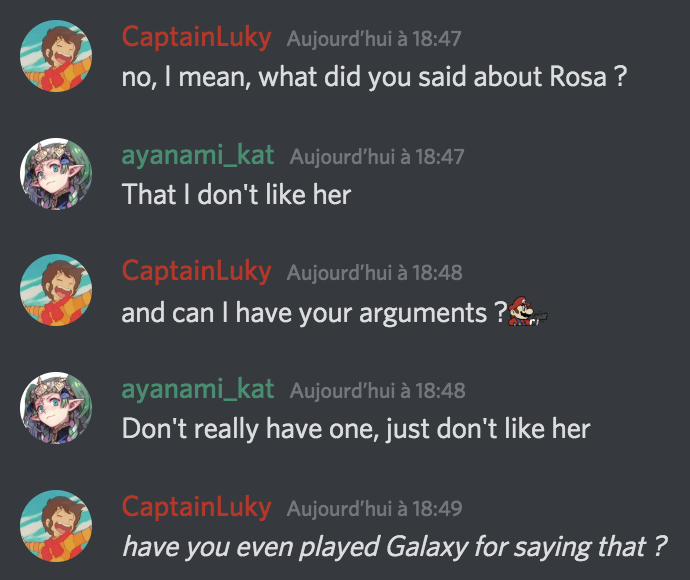 CaptainLuky Aujourd'hui à 18:47
no, I mean, what did you said about Rosa ?
ayanami_kat Aujourd'hui à 18:47
That I don't like her
CaptainLuky Aujourd'hui à 18:48
and can I have your arguments ?
ayanami_kat Aujourd'hui à 18:48
Don't really have one, just don't like her
CaptainLuky Aujourd'hui à 18:49
have you even played Galaxy for saying that ?